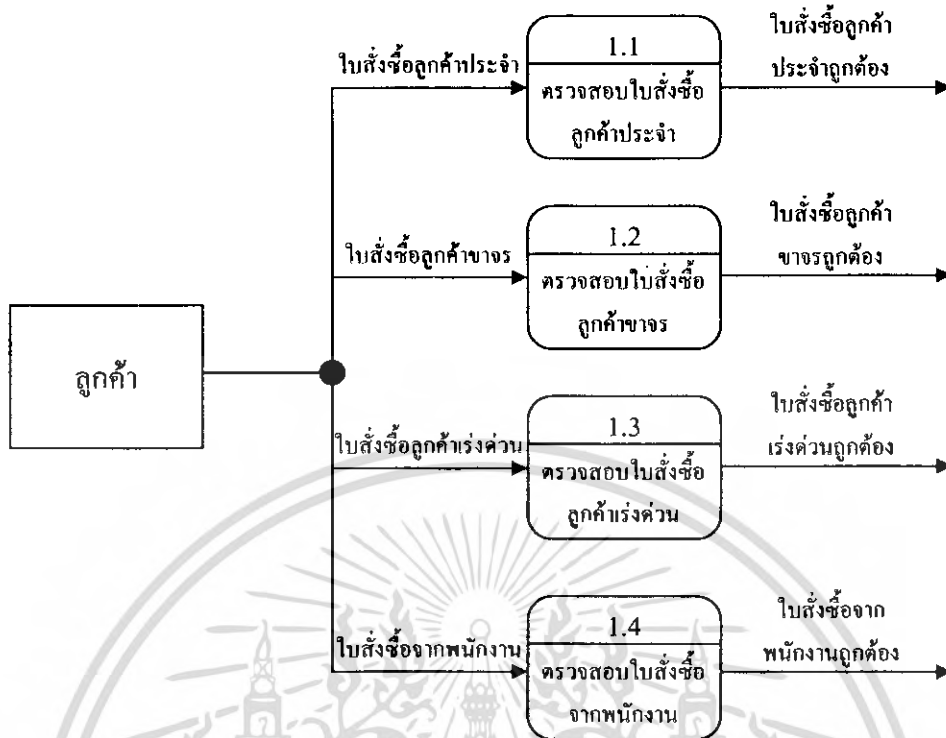 ลูกค้า
ใบสั่งซื้อลูกค้าประจำ
1.1
ตรวจสอบใบสั่งซื้อ
ลูกค้าประจำ
ใบสั่งซื้อลูกค้า
ประจำถูกต้อง
ใบสั่งซื้อลูกค้าขาจร
1.2
ตรวจสอบใบสั่งซื้อ
ลูกค้าขาจร
ใบสั่งซื้อลูกค้า
ขาจรถูกต้อง
ใบสั่งซื้อลูกค้าเร่งด่วน
1.3
ตรวจสอบใบสั่งซื้อ
ลูกค้าเร่งด่วน
ใบสั่งซื้อลูกค้า
เร่งด่วนถูกต้อง
ใบสั่งซื้อจากพนักงาน
1.4
ตรวจสอบใบสั่งซื้อ
จากพนักงาน
ใบสั่งซื้อจาก
พนักงานถูกต้อง